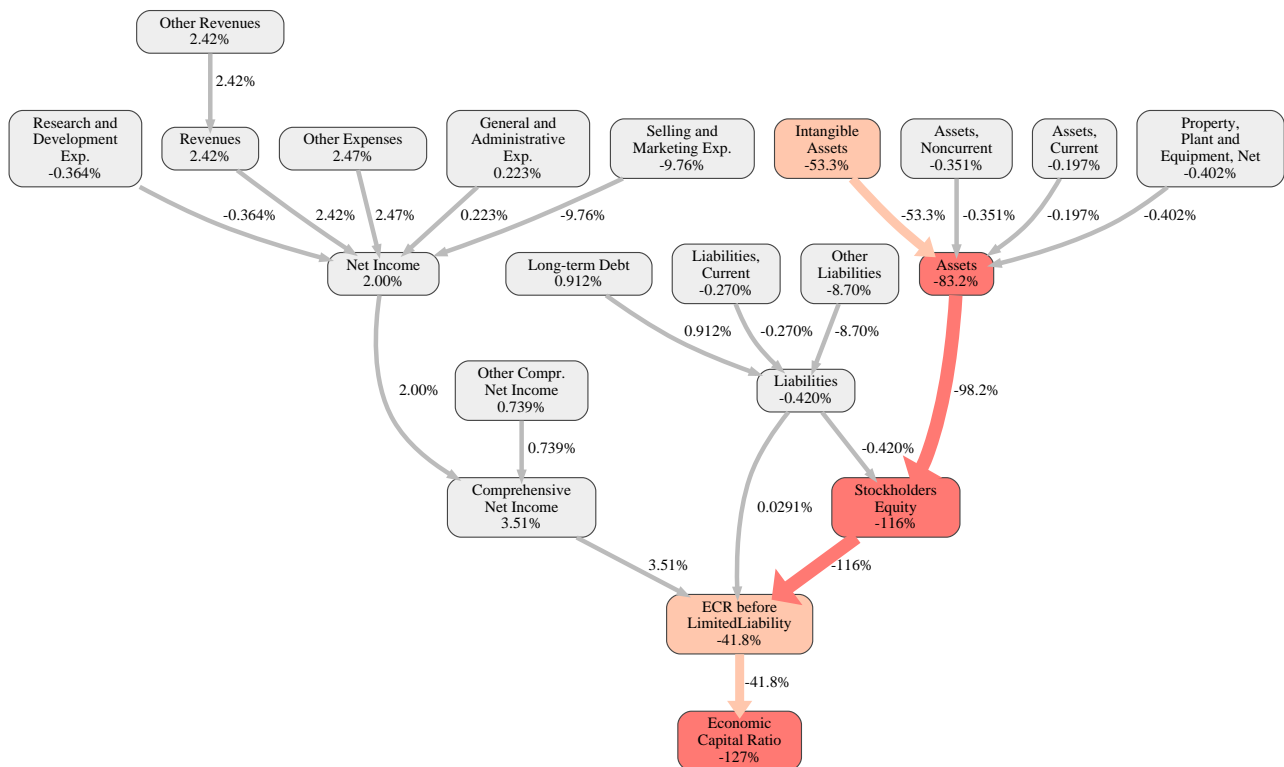 Other Revenues
2.42%
2.42%
Research and
Development
Exp.
-0.364%
Revenues
2.42%
Other Expenses
2.47%
General and
Administrative
Exp.
0.223%
Selling and
Marketing Exp.
-9.76%
Intangible
Assets
-53.3%
Assets,
Noncurrent
-0.351%
Assets,
Current
-0.197%
Property,
Plant and
Equipment, Net
-0.402%
-0.364%
2.42%
2.47%
0.223%
-9.76%
-53.3%
-0.351%
-0.197%
-0.402%
Net Income
2.00%
Long-term Debt
0.912%
Liabilities,
Current
-0.270%
Other
Liabilities
-8.70%
Assets
-83.2%
0.912%
-0.270%
-8.70%
2.00%
Other Compr.
Net Income
0.739%
Liabilities
-0.420%
-98.2%
0.739%
-0.420%
Comprehensive
Net Income
3.51%
0.0291%
Stockholders
Equity
-116%
3.51%
-116%
ECR before
LimitedLiability
-41.8%
-41.8%
Economic
Capital Ratio
-127%